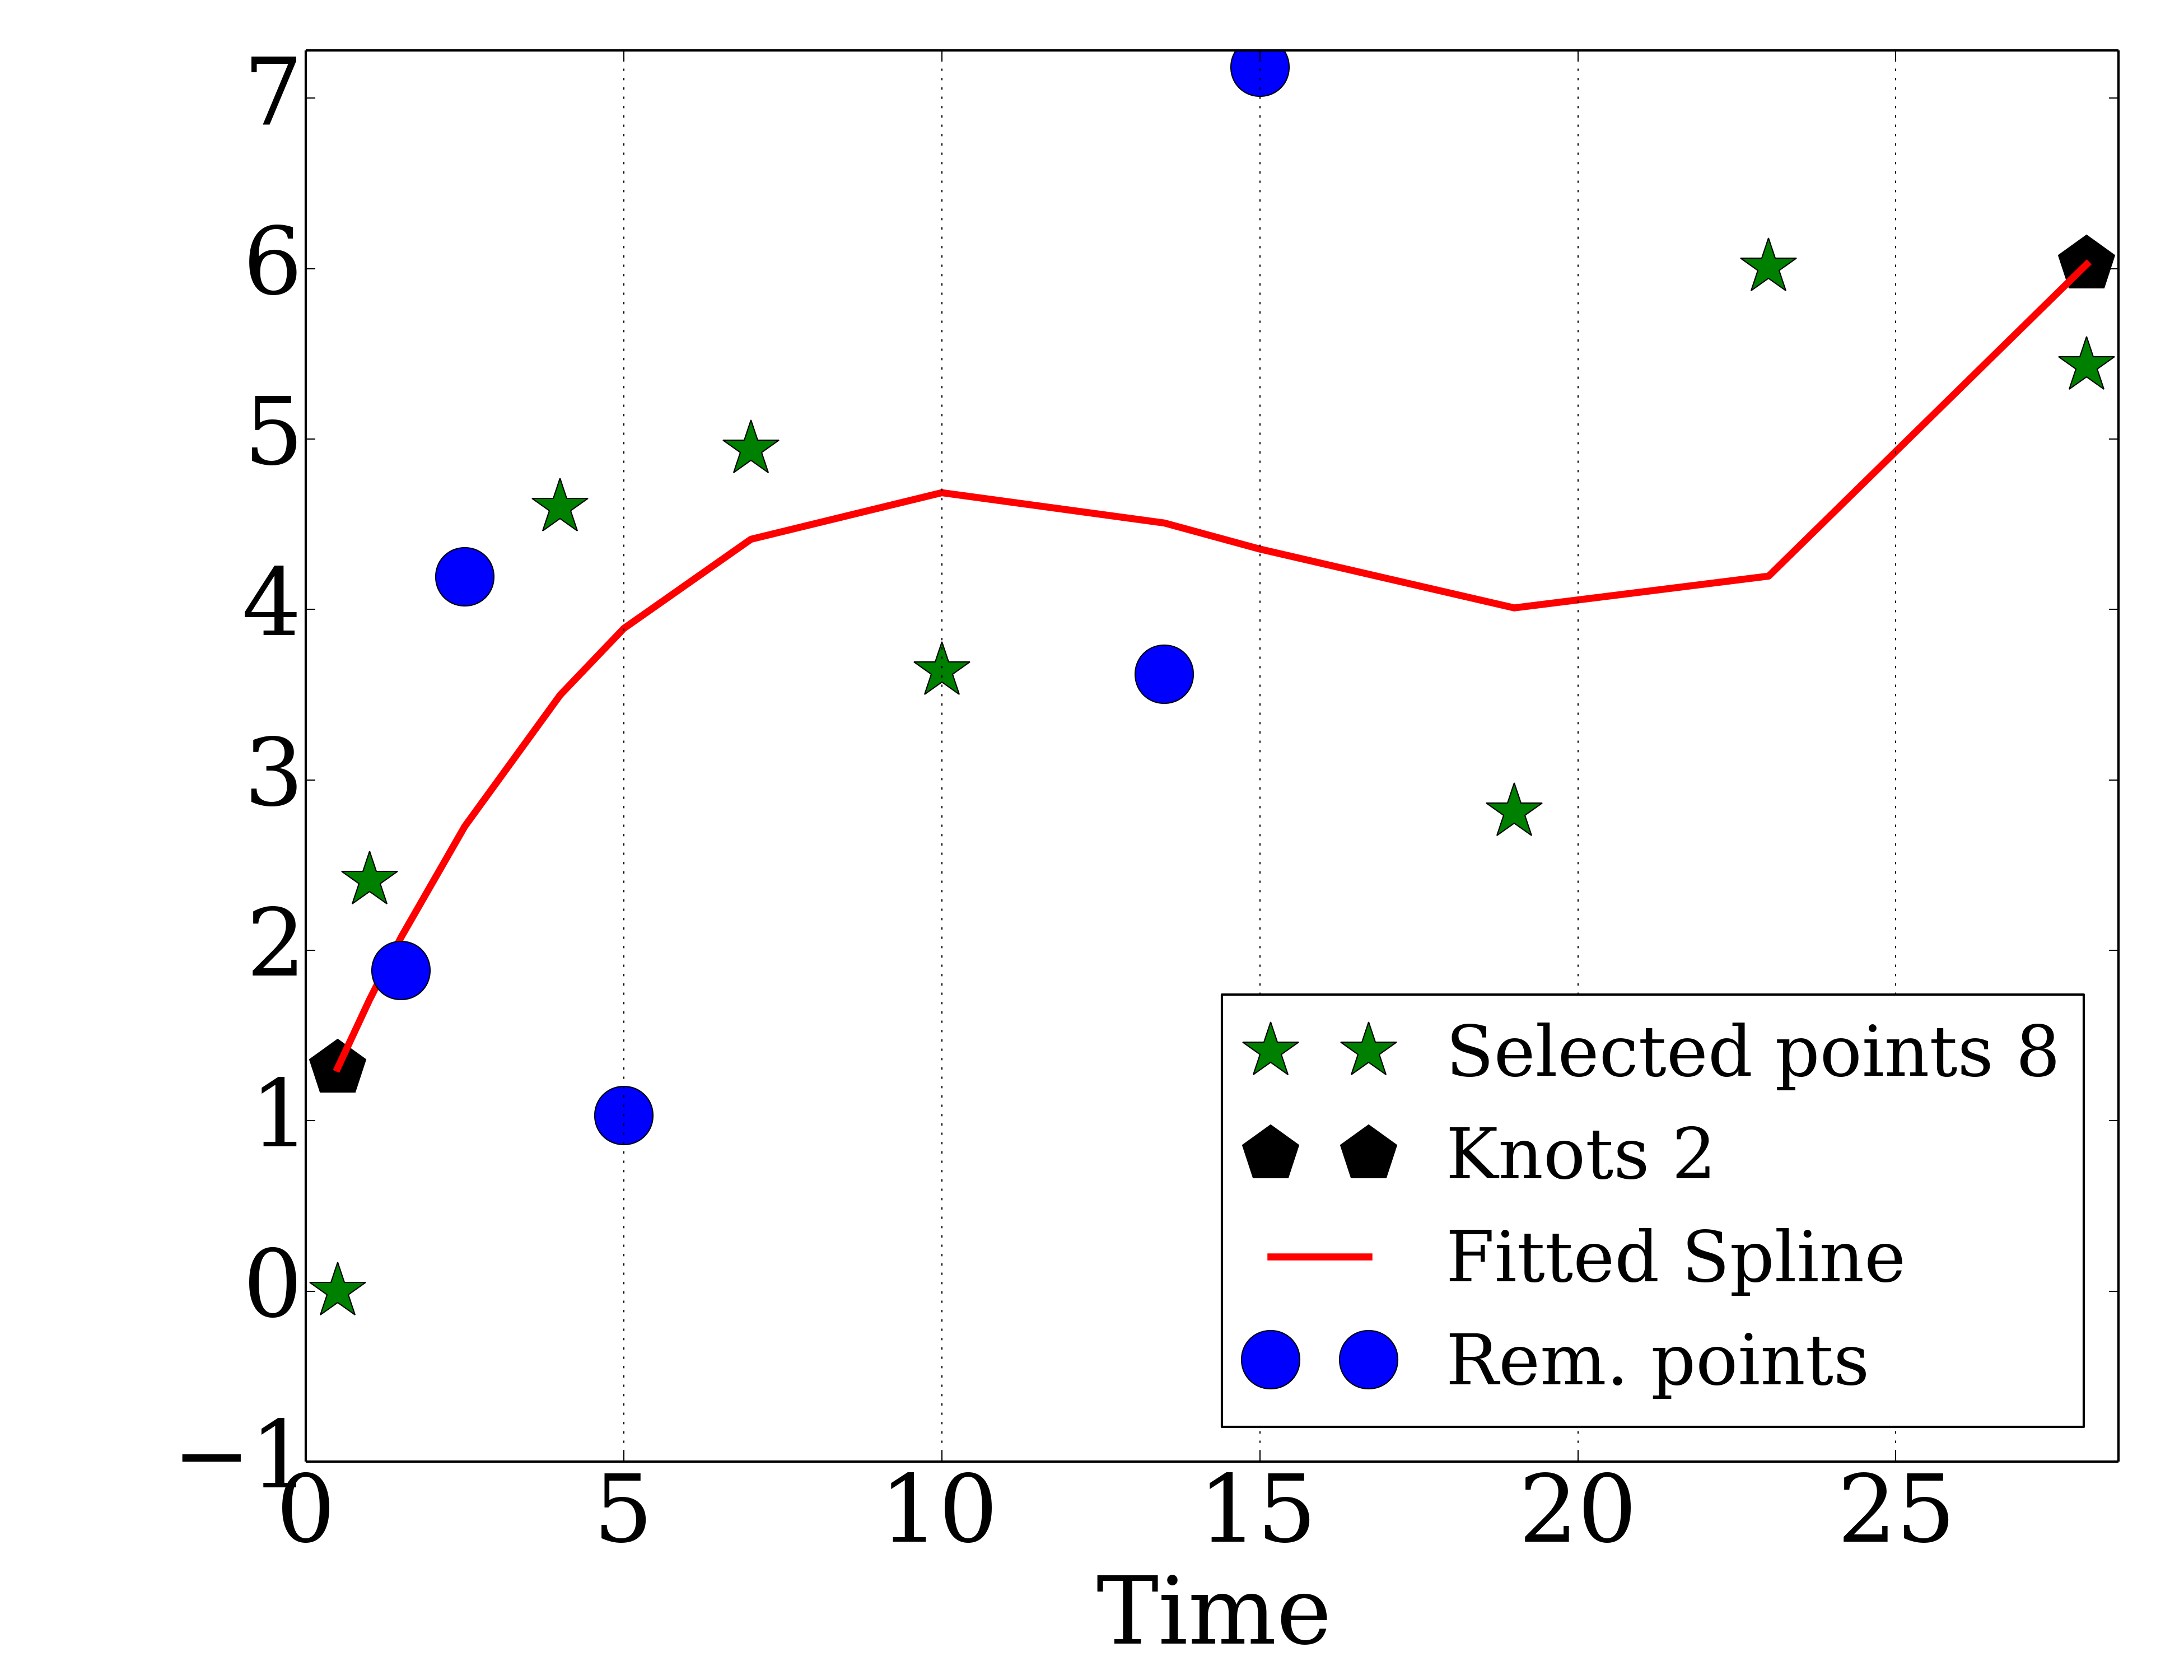 7
6
5
4
3
2
1
0
−1
0 5 10 15 20 25
Time
Selected points 8
Knots 2
Fitted Spline
Rem. points